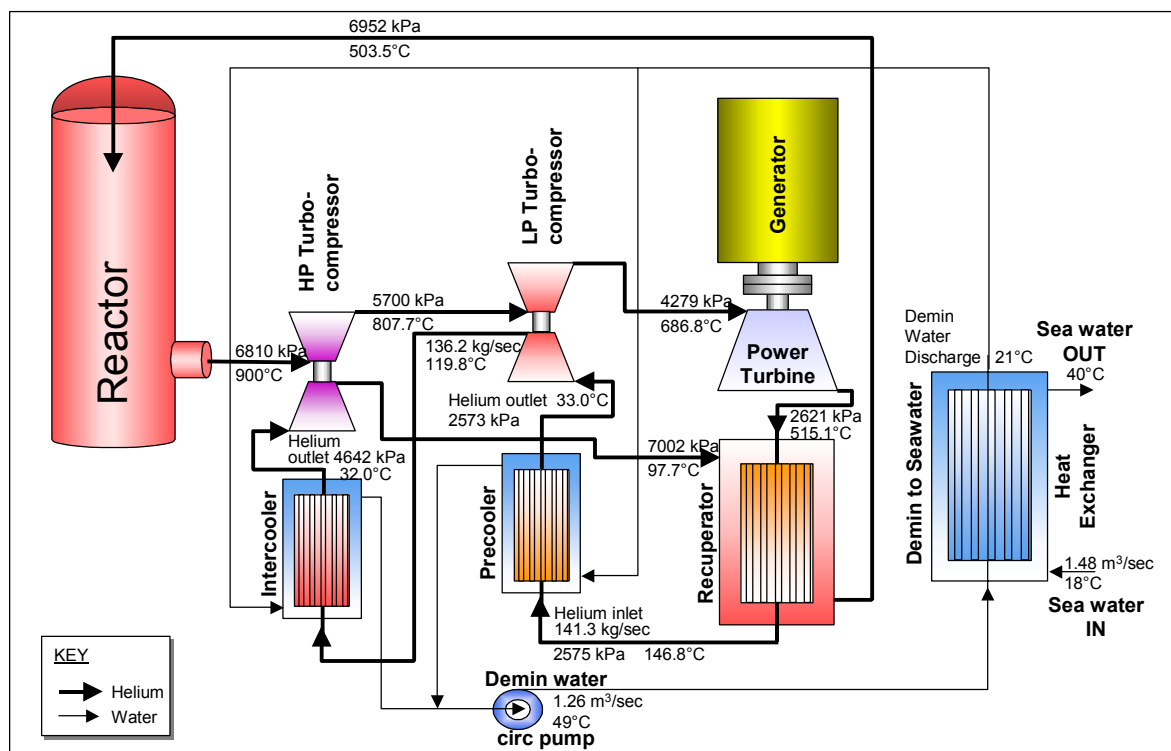 6952 kPa
503.5°C
Reactor
HP Turbo-
compressor
LP Turbo-
compressor
Generator
5700 kPa
807.7°C
4279 kPa
686.8°C
6810 kPa
900°C
136.2 kg/sec
119.8°C
Power
Turbine
Demin
Water
Discharge
21°C
Sea water
OUT
40°C
Helium outlet 33.0°C
2573 kPa
2621 kPa
515.1°C
Helium
outlet 4642 kPa
32.0°C
7002 kPa
97.7°C
Intercooler
Precooler
Recuperator
Demin to Seawater
Heat
Exchanger
1.48 m³/sec
18°C
Sea water
IN
Helium inlet
141.3 kg/sec
2575 kPa 146.8°C
KEY
Helium
Water
Demin water
1.26 m³/sec
49°C
circ pump